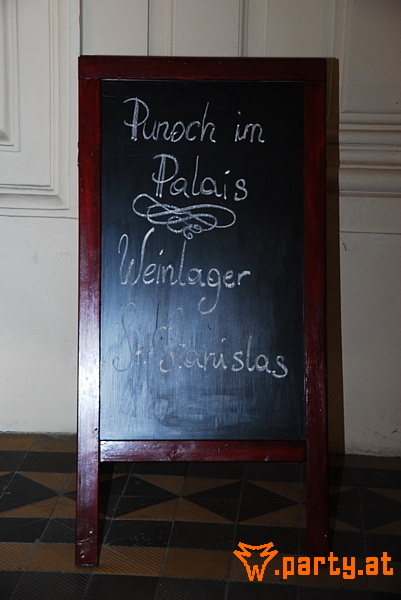 Punsch im
Palais
Weinlager
St. Stanislas
.party.at